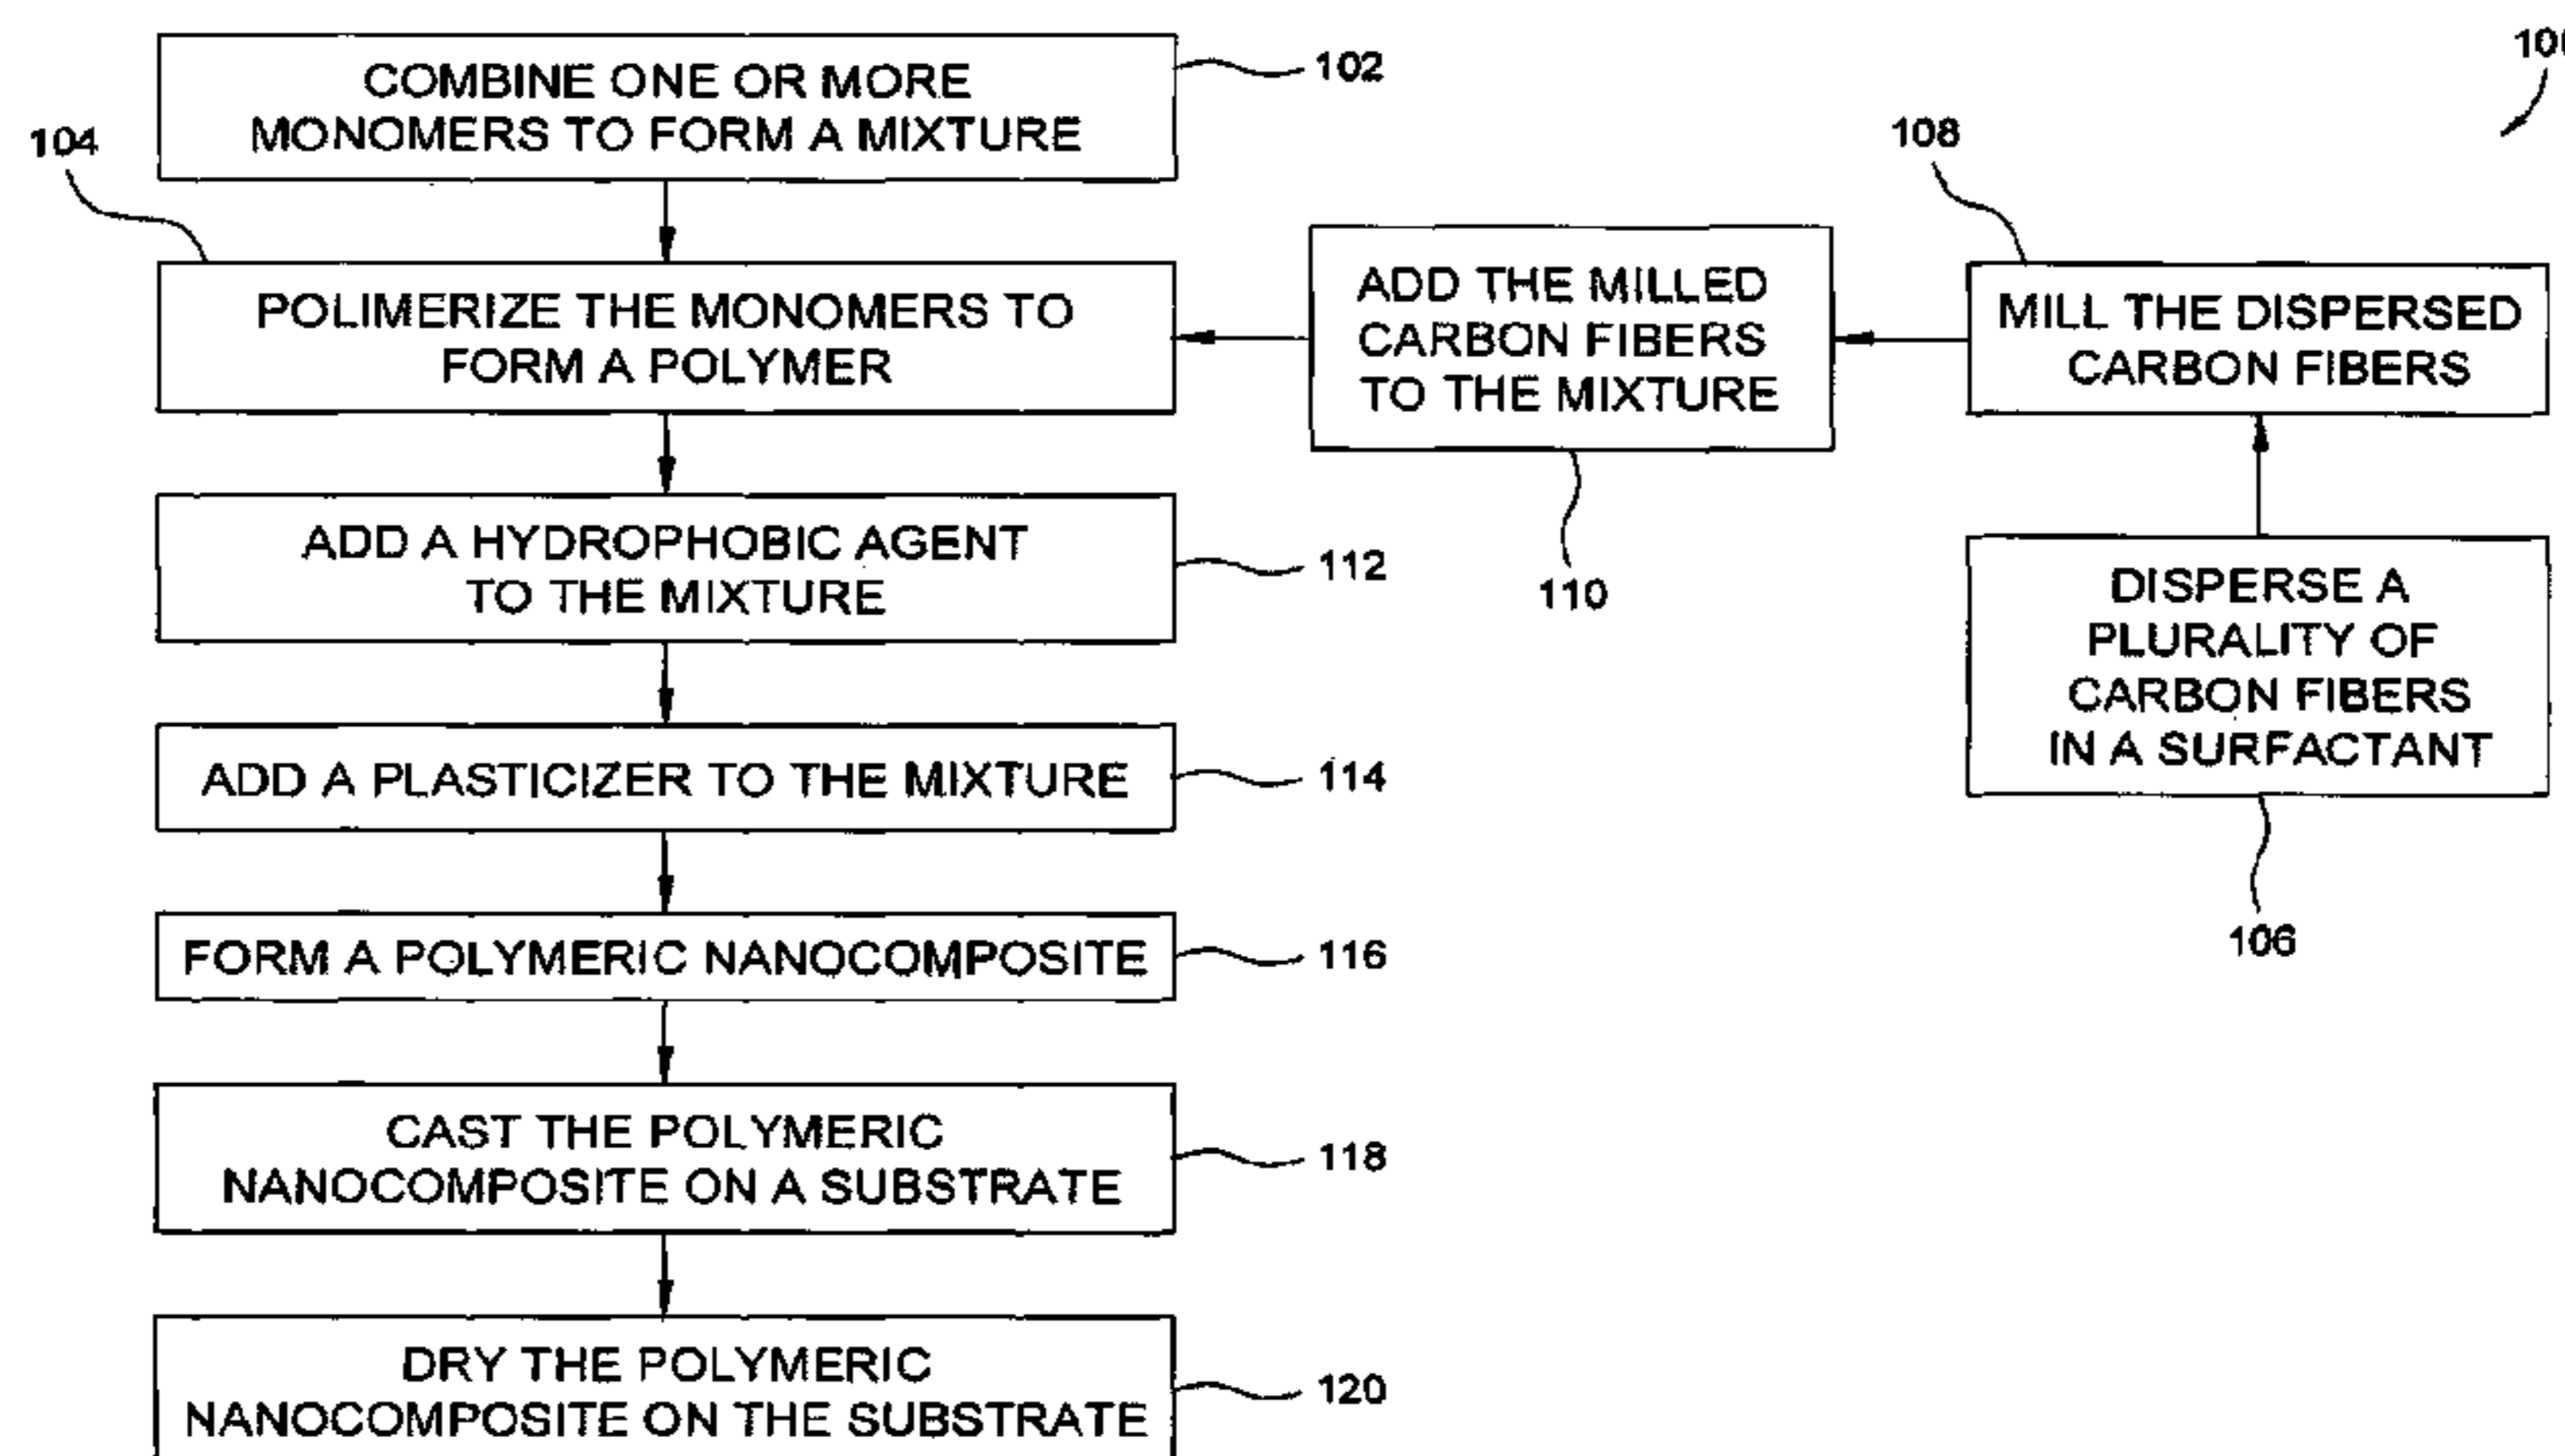 COMBINE ONE OR MORE
MONOMERS TO FORM A MIXTURE
102
104
POLIMERIZE THE MONOMERS TO
FORM A POLYMER
ADD THE MILLED
CARBON FIBERS
TO THE MIXTURE
110
108
MILL THE DISPERSED
CARBON FIBERS
DISPERSE A
PLURALITY OF
CARBON FIBERS
IN A SURFACTANT
106
ADD A HYDROPHOBIC AGENT
TO THE MIXTURE
112
ADD A PLASTICIZER TO THE MIXTURE
114
FORM A POLYMERIC NANOCOMPOSITE
116
CAST THE POLYMERIC
NANOCOMPOSITE ON A SUBSTRATE
118
DRY THE POLYMERIC
NANOCOMPOSITE ON THE SUBSTRATE
120